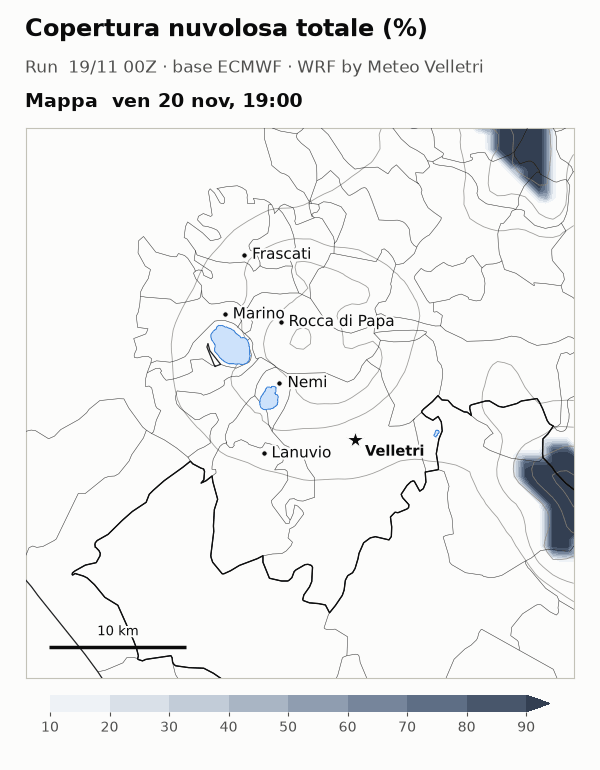 Copertura nuvolosa totale (%)
Run  19/11 00Z · base ECMWF · WRF by Meteo Velletri
Mappa  ven 20 nov, 19:00
Frascati
Marino
Rocca di Papa
Nemi
Velletri
Lanuvio
10 km
10 20 30 40 50 60 70 80 90